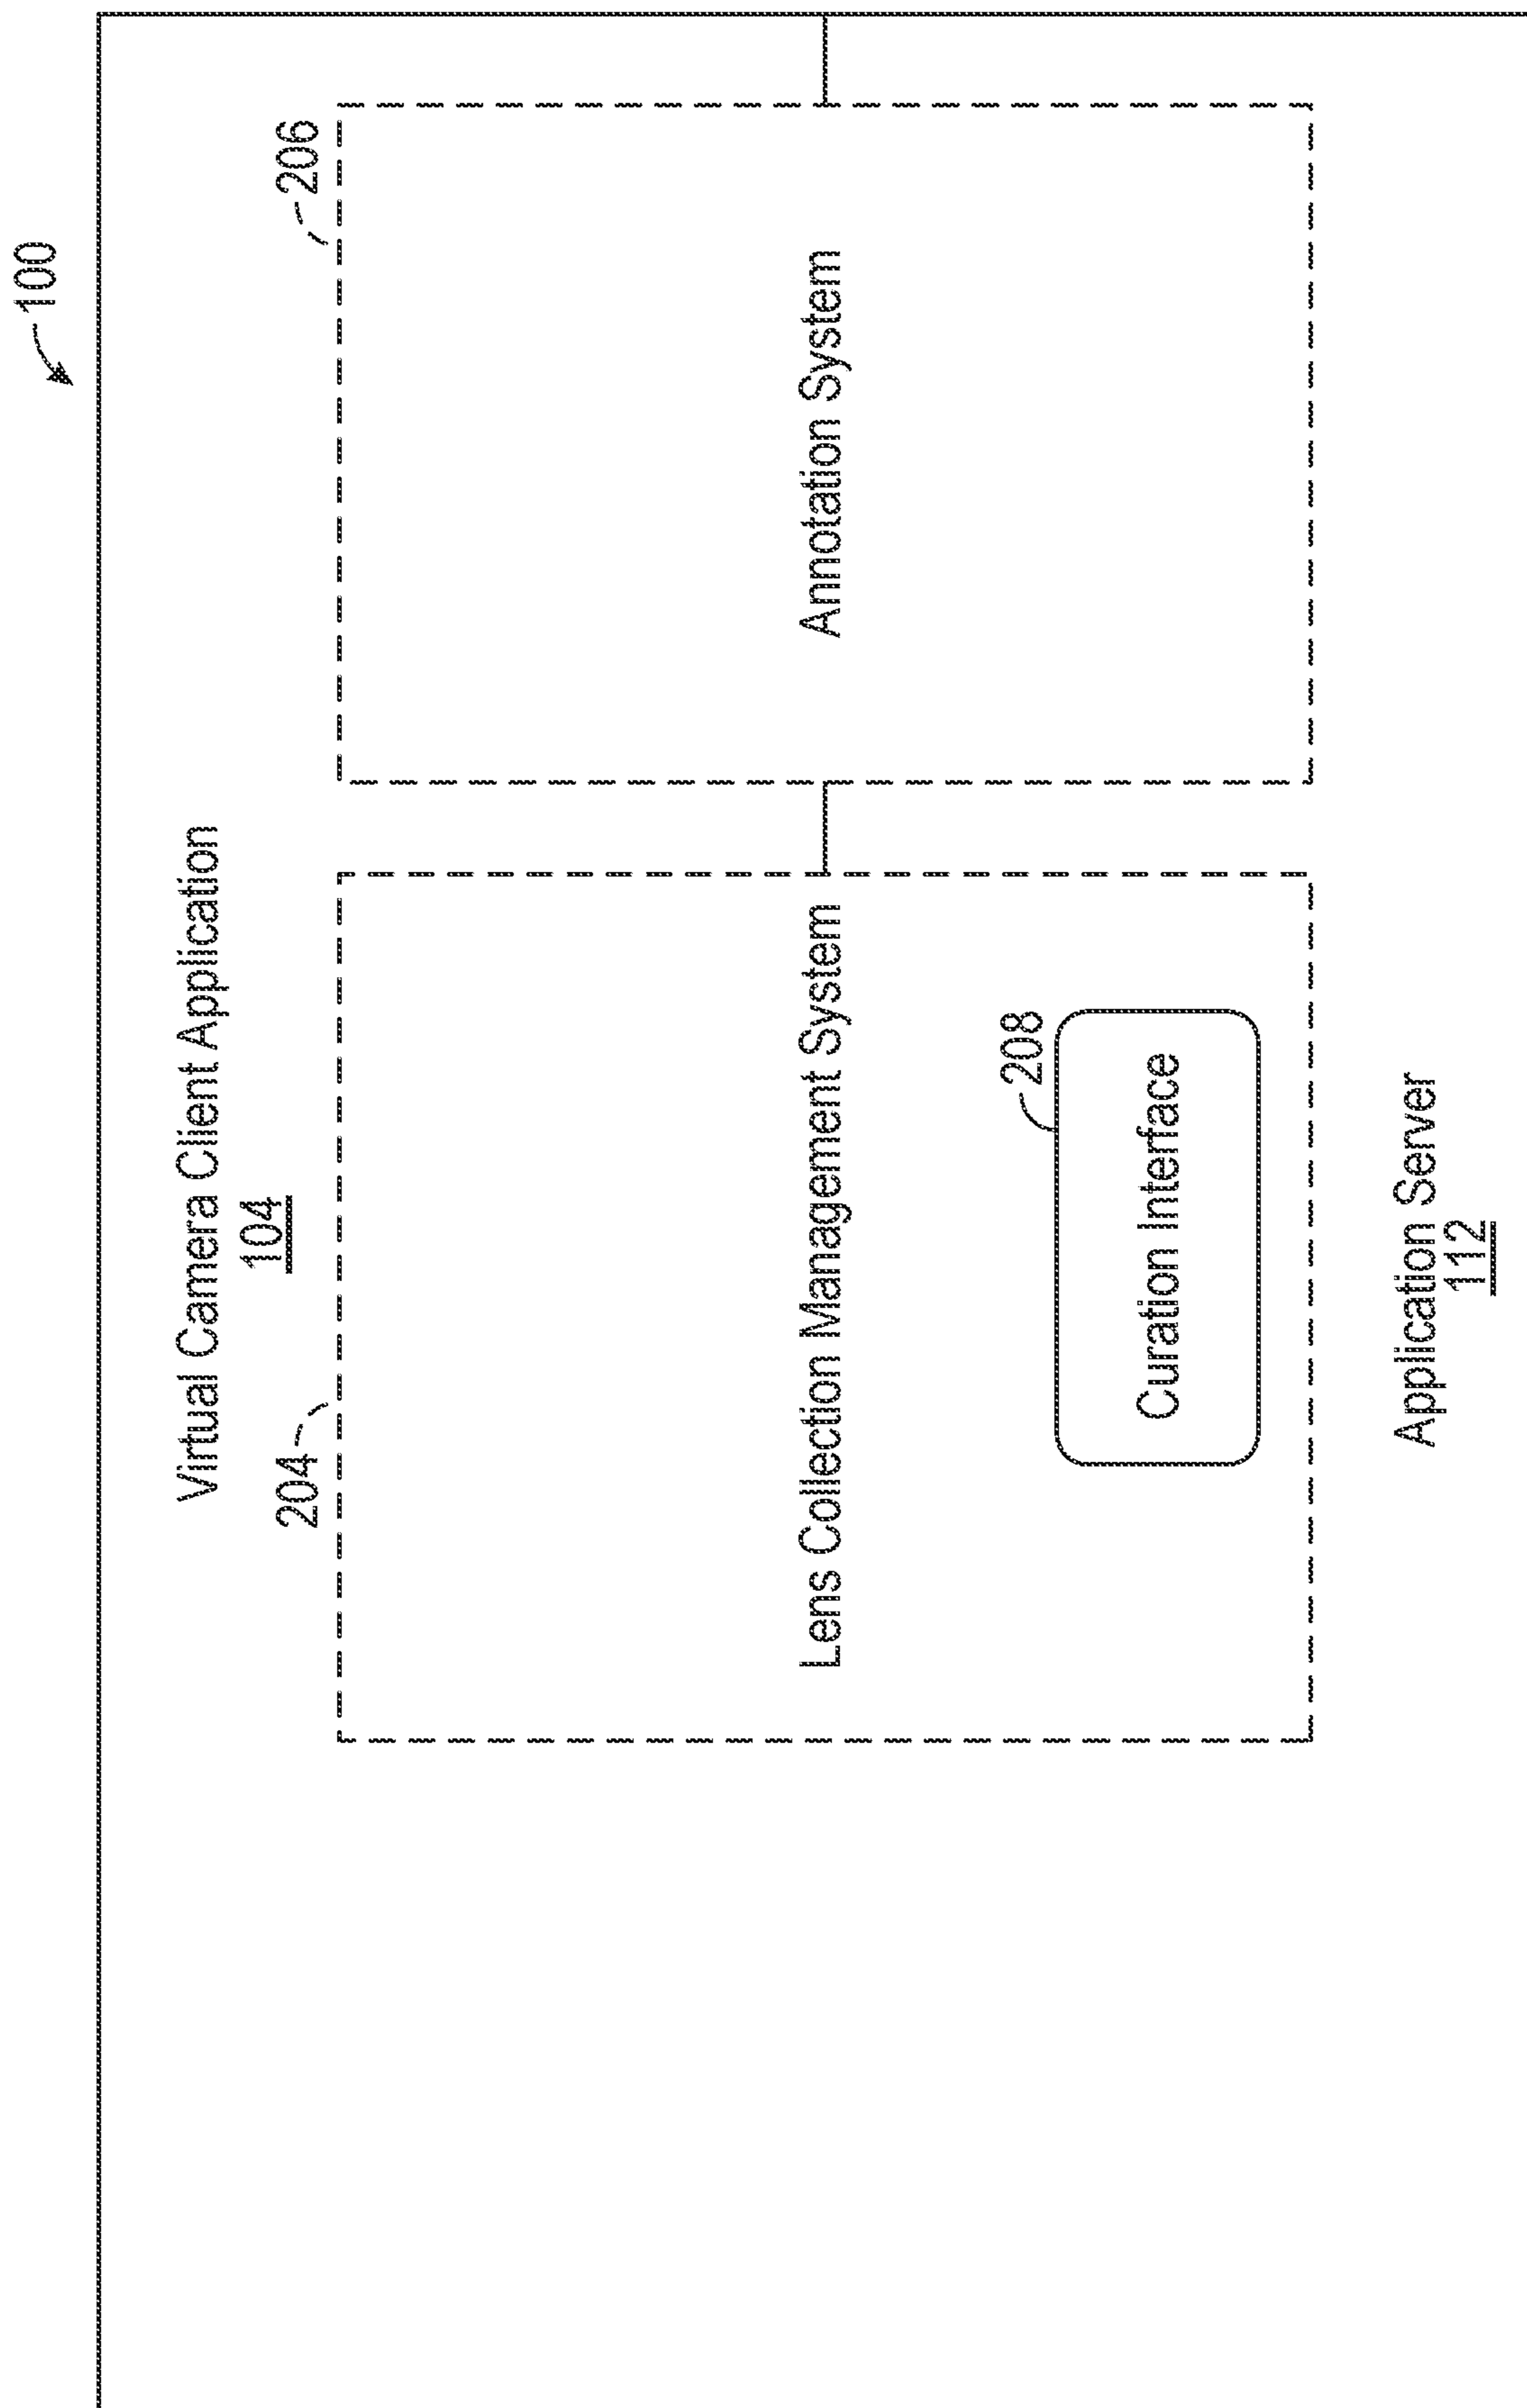 100
Virtual Camera Client Application
104
204
206
Lens Collection Management System
Annotation System
208
Curation Interface
Application Server
112